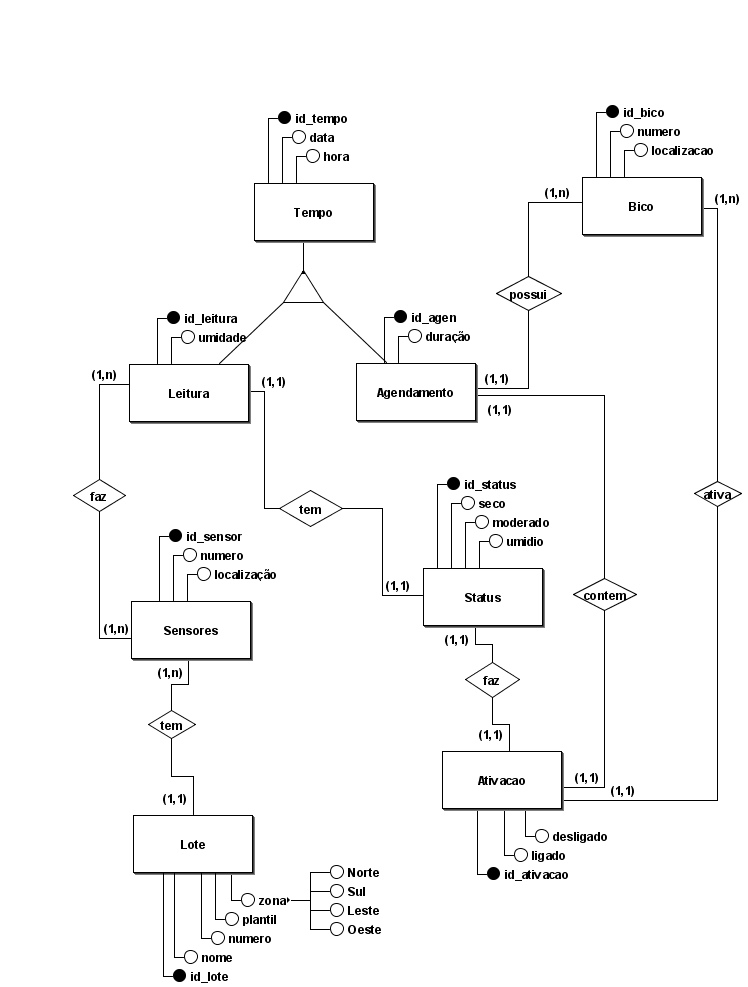 id_tempo
data
hora
Tempo
id_bico
numero
localizacao
Bico
(1,n)
(1,n)
possui
id_leitura
umidade
Leitura
id_agen
duração
Agendamento
(1,n)
(1,1)
(1,1)
(1,1)
faz
tem
ativa
id_status
seco
moderado
umidio
Status
(1,1)
(1,1)
contem
id_sensor
numero
localização
Sensores
(1,n)
(1,n)
tem
faz
(1,1)
Ativacao
(1,1)
(1,1)
desligado
ligado
id_ativacao
(1,1)
Lote
zona
Norte
Sul
Leste
Oeste
plantil
numero
nome
id_lote